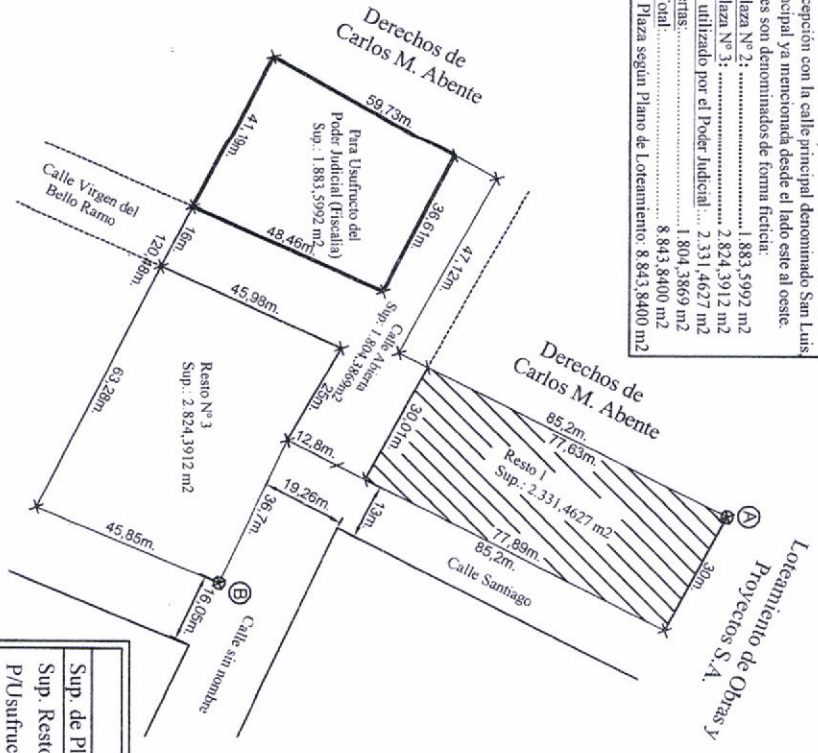 cepción con la calle principal denominado San Luis,
ncipal ya mencionada desde el lado este al oeste.
es son denominados de forma ficticia:
laza Nº 2: 1.883,5992 m2
laza Nº 3: 2.824,3912 m2
utilizado por el Poder Judicial: 2.331,4627 m2
ertas: 1.804,3869 m2
Total: 8.843,8400 m2
Plaza según Plano de Loteamiento: 8.843,8400 m2
Derechos de
Carlos M. Abente
59,73m.
Para Usufructo del
Poder Judicial (Fiscalia)
Sup.: 1.883,5992 m2
41,19m.
36,61m.
48,46m.
47,12m.
Calle Virgen del
Bello Ramo
16m.
120,48m.
45,98m.
Calle Abierta
Sup: 1.804,3869m2
25m.
Resto Nº 3
Sup.: 2.824,3912 m2
63,28m.
45,85m.
12,8m.
36,7m.
19,26m.
13m.
16,05m.
B
Calle sin nombre
Derechos de
Carlos M. Abente
85,2m.
77,63m.
30,01m.
Resto 1
Sup.: 2.331,4627 m2
77,89m.
85,2m.
Calle Santiago
A
30m.
Loteamiento de Obras y
Proyectos S.A.
Sup. de Pl
Sup. Resto
P/Usufruc